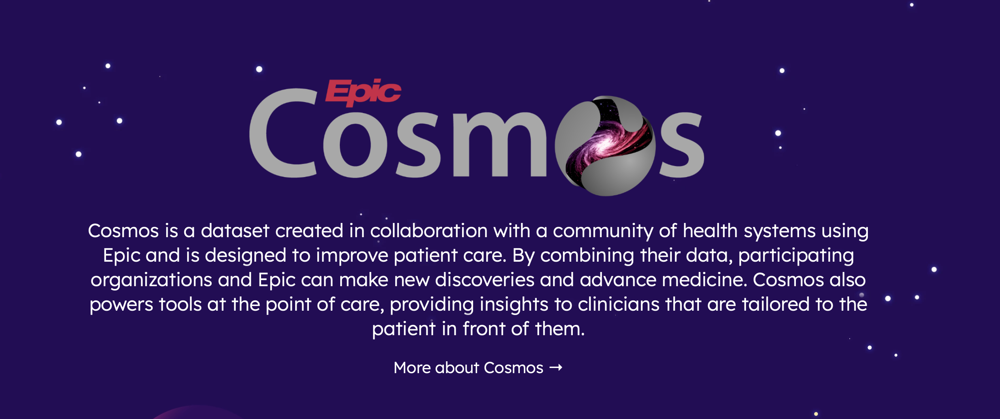 Epic
Cosmos
Cosmos is a dataset created in collaboration with a community of health systems using
Epic and is designed to improve patient care. By combining their data, participating
organizations and Epic can make new discoveries and advance medicine. Cosmos also
powers tools at the point of care, providing insights to clinicians that are tailored to the
patient in front of them.
More about Cosmos →